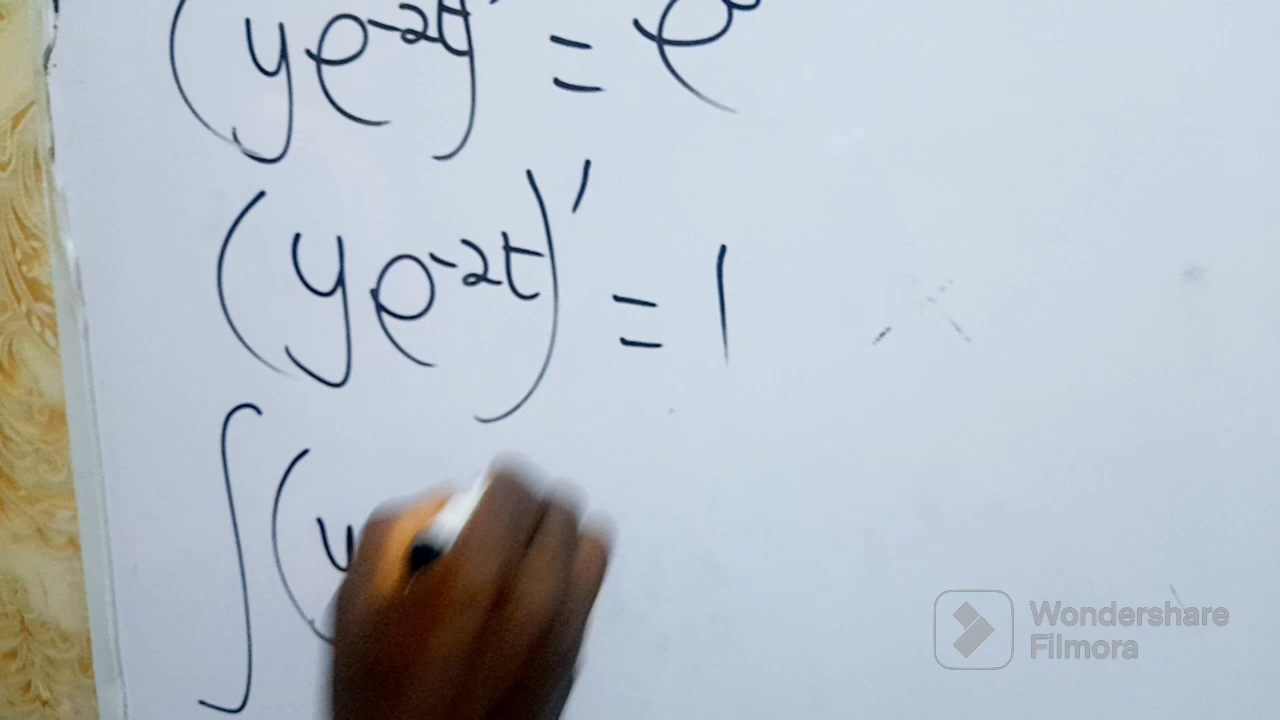 (ye^-2t)' = e
(ye^-2t)' = 1
∫(y
Wondershare
Filmora